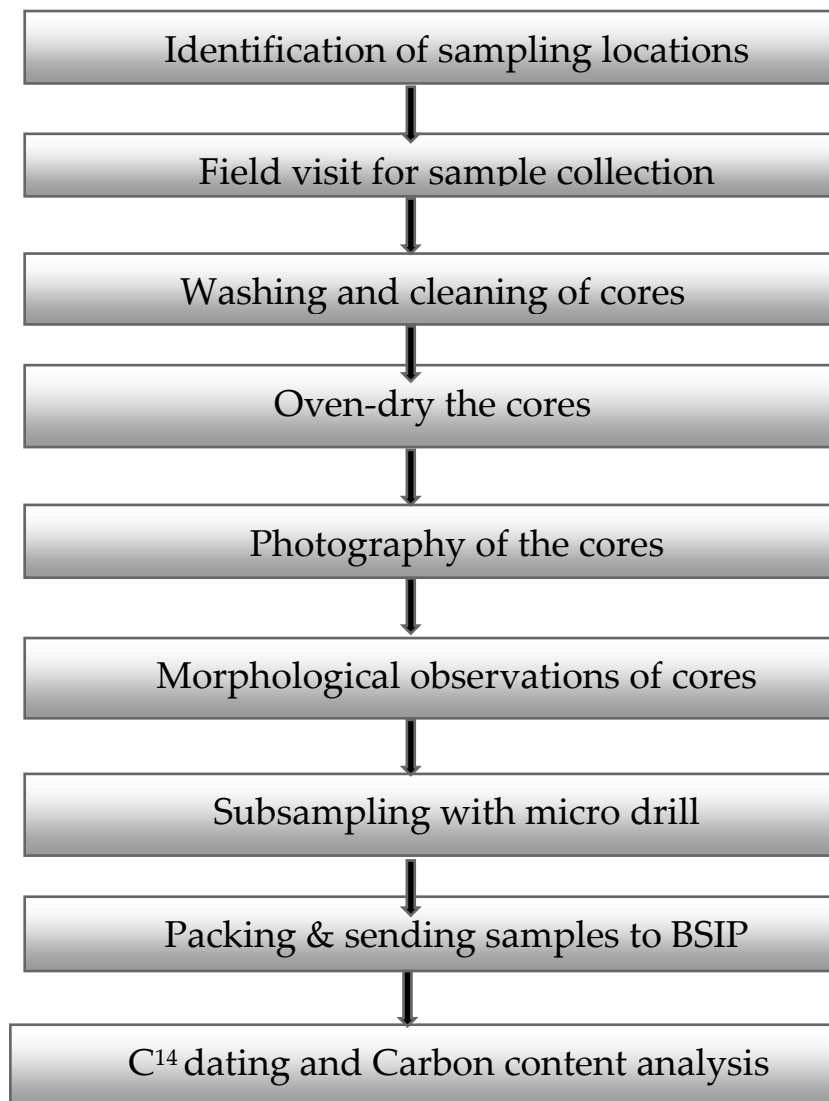 Identification of sampling locations
Field visit for sample collection
Washing and cleaning of cores
Oven-dry the cores
Photography of the cores
Morphological observations of cores
Subsampling with micro drill
Packing & sending samples to BSIP
C¹⁴ dating and Carbon content analysis